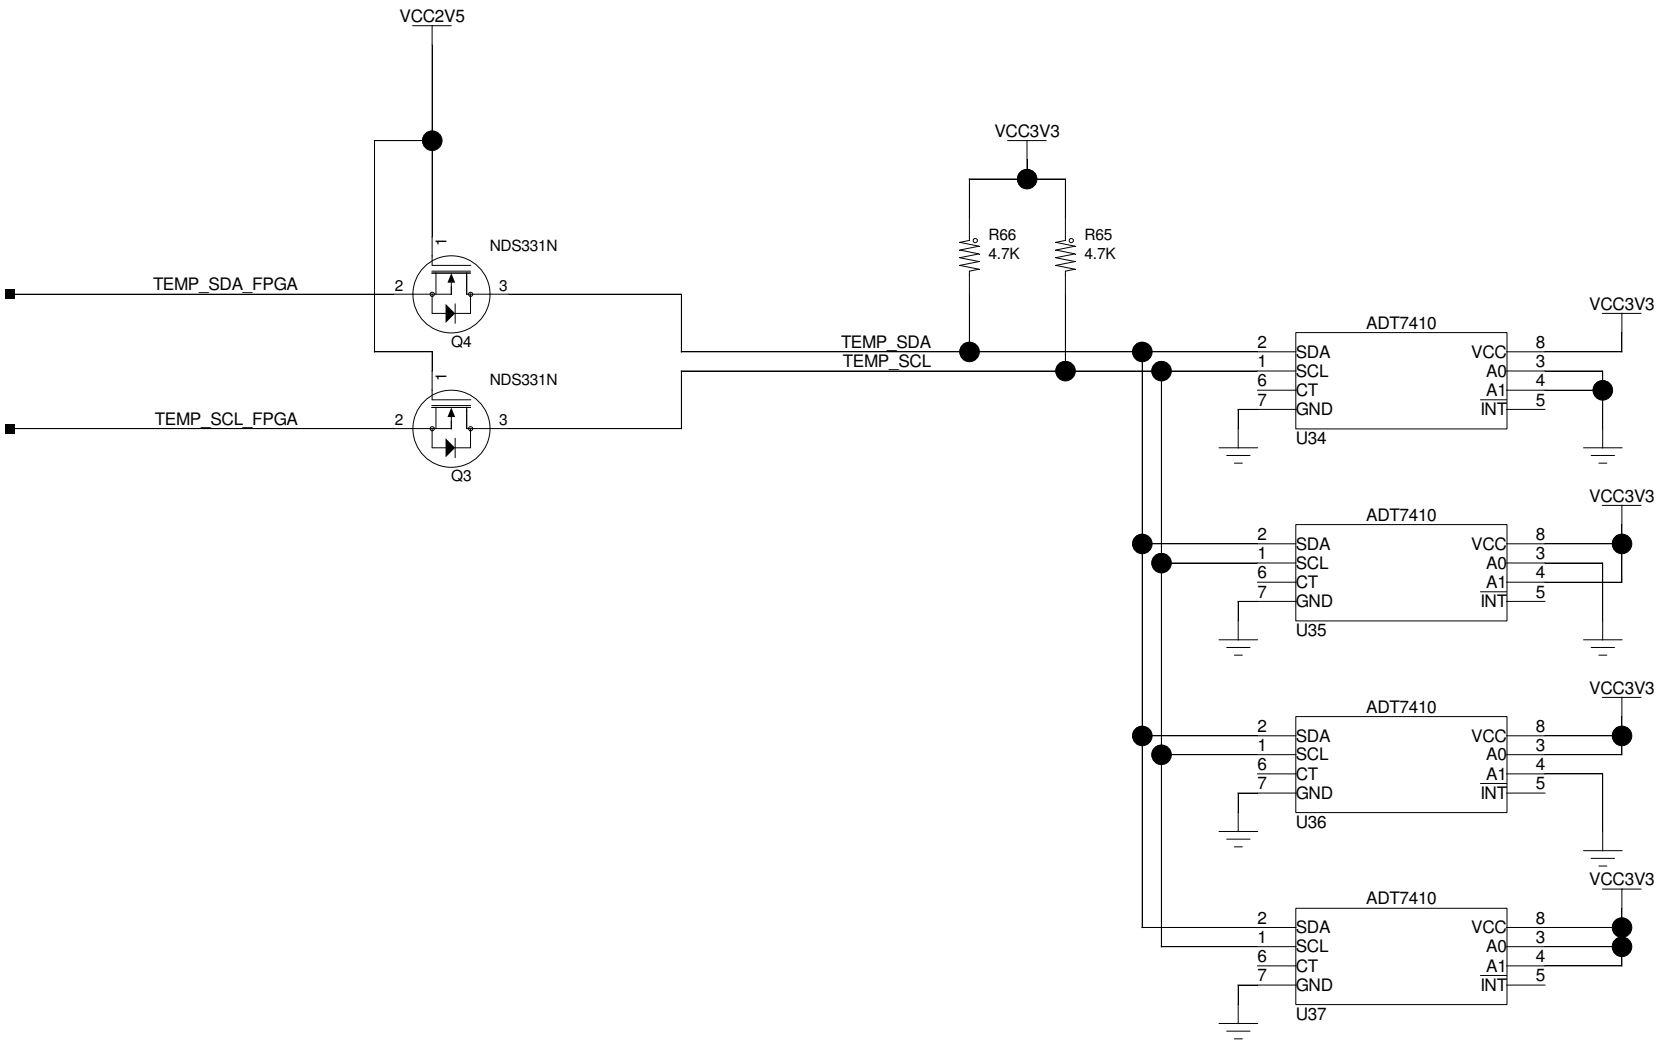 VCC2V5
VCC3V3
R66
4.7K
R65
4.7K
1
NDS331N
TEMP_SDA_FPGA
2
3
Q4
1
NDS331N
TEMP_SCL_FPGA
2
3
Q3
TEMP_SDA
TEMP_SCL
ADT7410
VCC3V3
2 SDA VCC 8
1 SCL A0 3
6 CT A1 4
7 GND INT 5
U34
ADT7410
VCC3V3
2 SDA VCC 8
1 SCL A0 3
6 CT A1 4
7 GND INT 5
U35
ADT7410
VCC3V3
2 SDA VCC 8
1 SCL A0 3
6 CT A1 4
7 GND INT 5
U36
ADT7410
VCC3V3
2 SDA VCC 8
1 SCL A0 3
6 CT A1 4
7 GND INT 5
U37